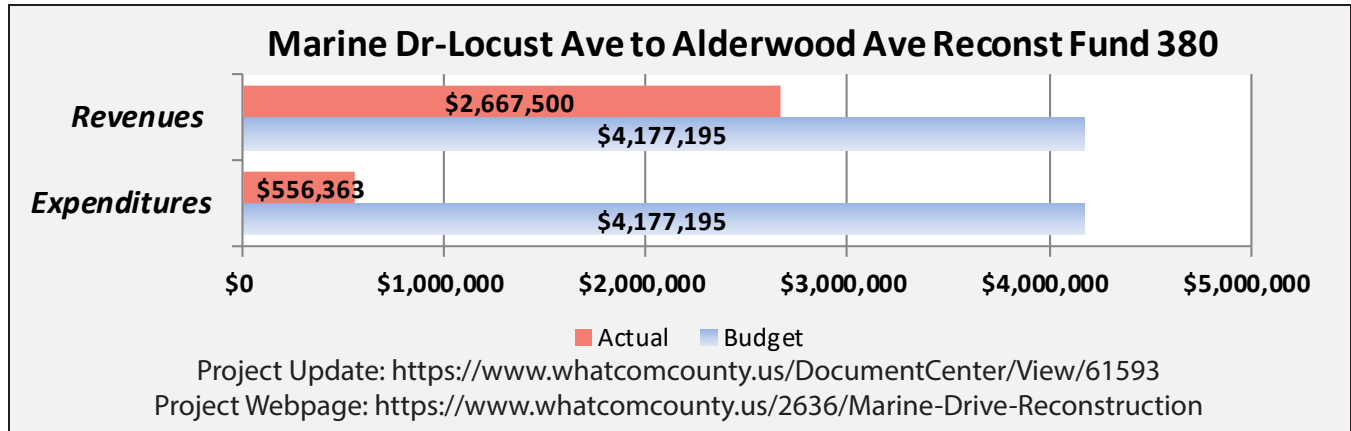 Marine Dr-Locust Ave to Alderwood Ave Reconst Fund 380
Revenues
$2,667,500
$4,177,195
Expenditures
$556,363
$4,177,195
$0 $1,000,000 $2,000,000 $3,000,000 $4,000,000 $5,000,000
Actual Budget
Project Update: https://www.whatcomcounty.us/DocumentCenter/View/61593
Project Webpage: https://www.whatcomcounty.us/2636/Marine-Drive-Reconstruction